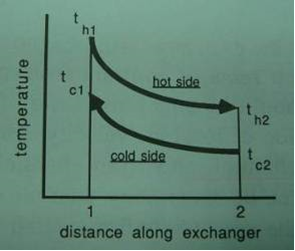 t h1
hot side
t c1
t h2
cold side
t c2
temperature
1 2
distance along exchanger